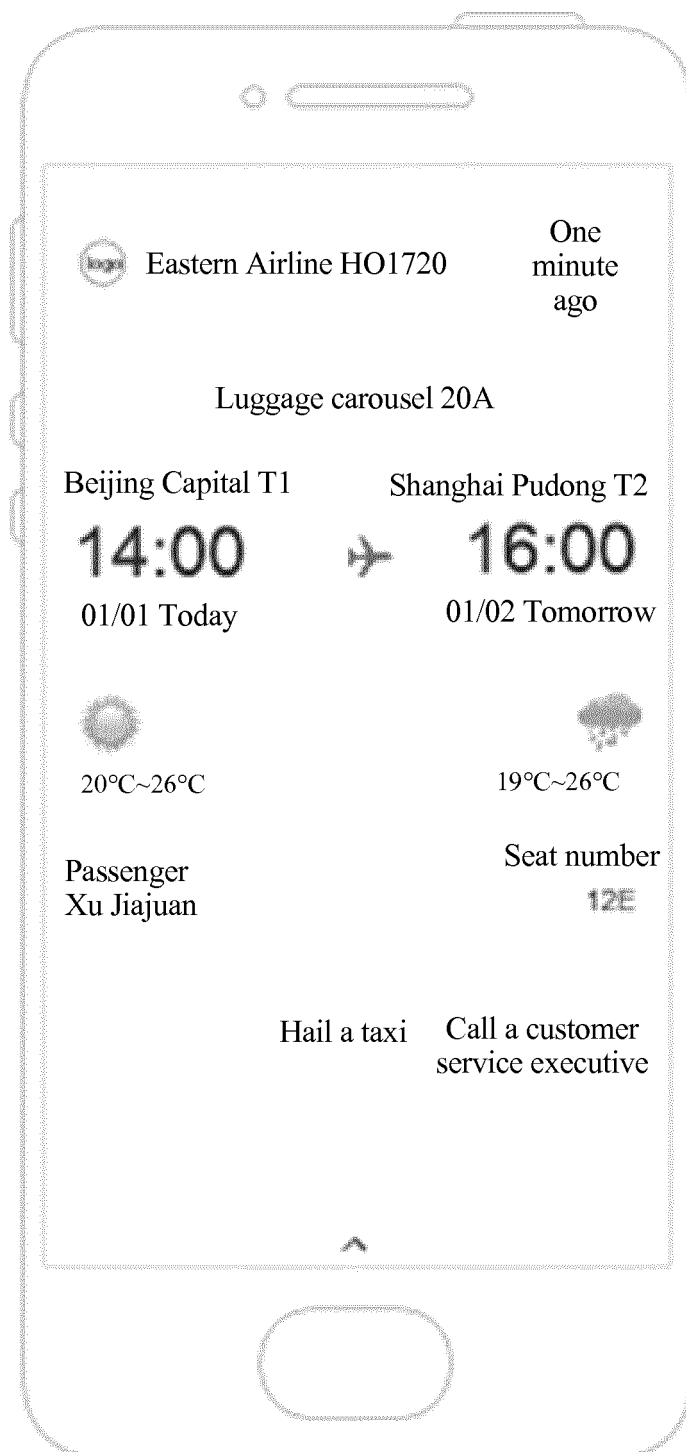 logo Eastern Airline HO1720
One
minute
ago
Luggage carousel 20A
Beijing Capital T1 Shanghai Pudong T2
14:00 16:00
01/01 Today 01/02 Tomorrow
20°C~26°C 19°C~26°C
Passenger
Xu Jiajuan
Seat number
12E
Hail a taxi
Call a customer
service executive